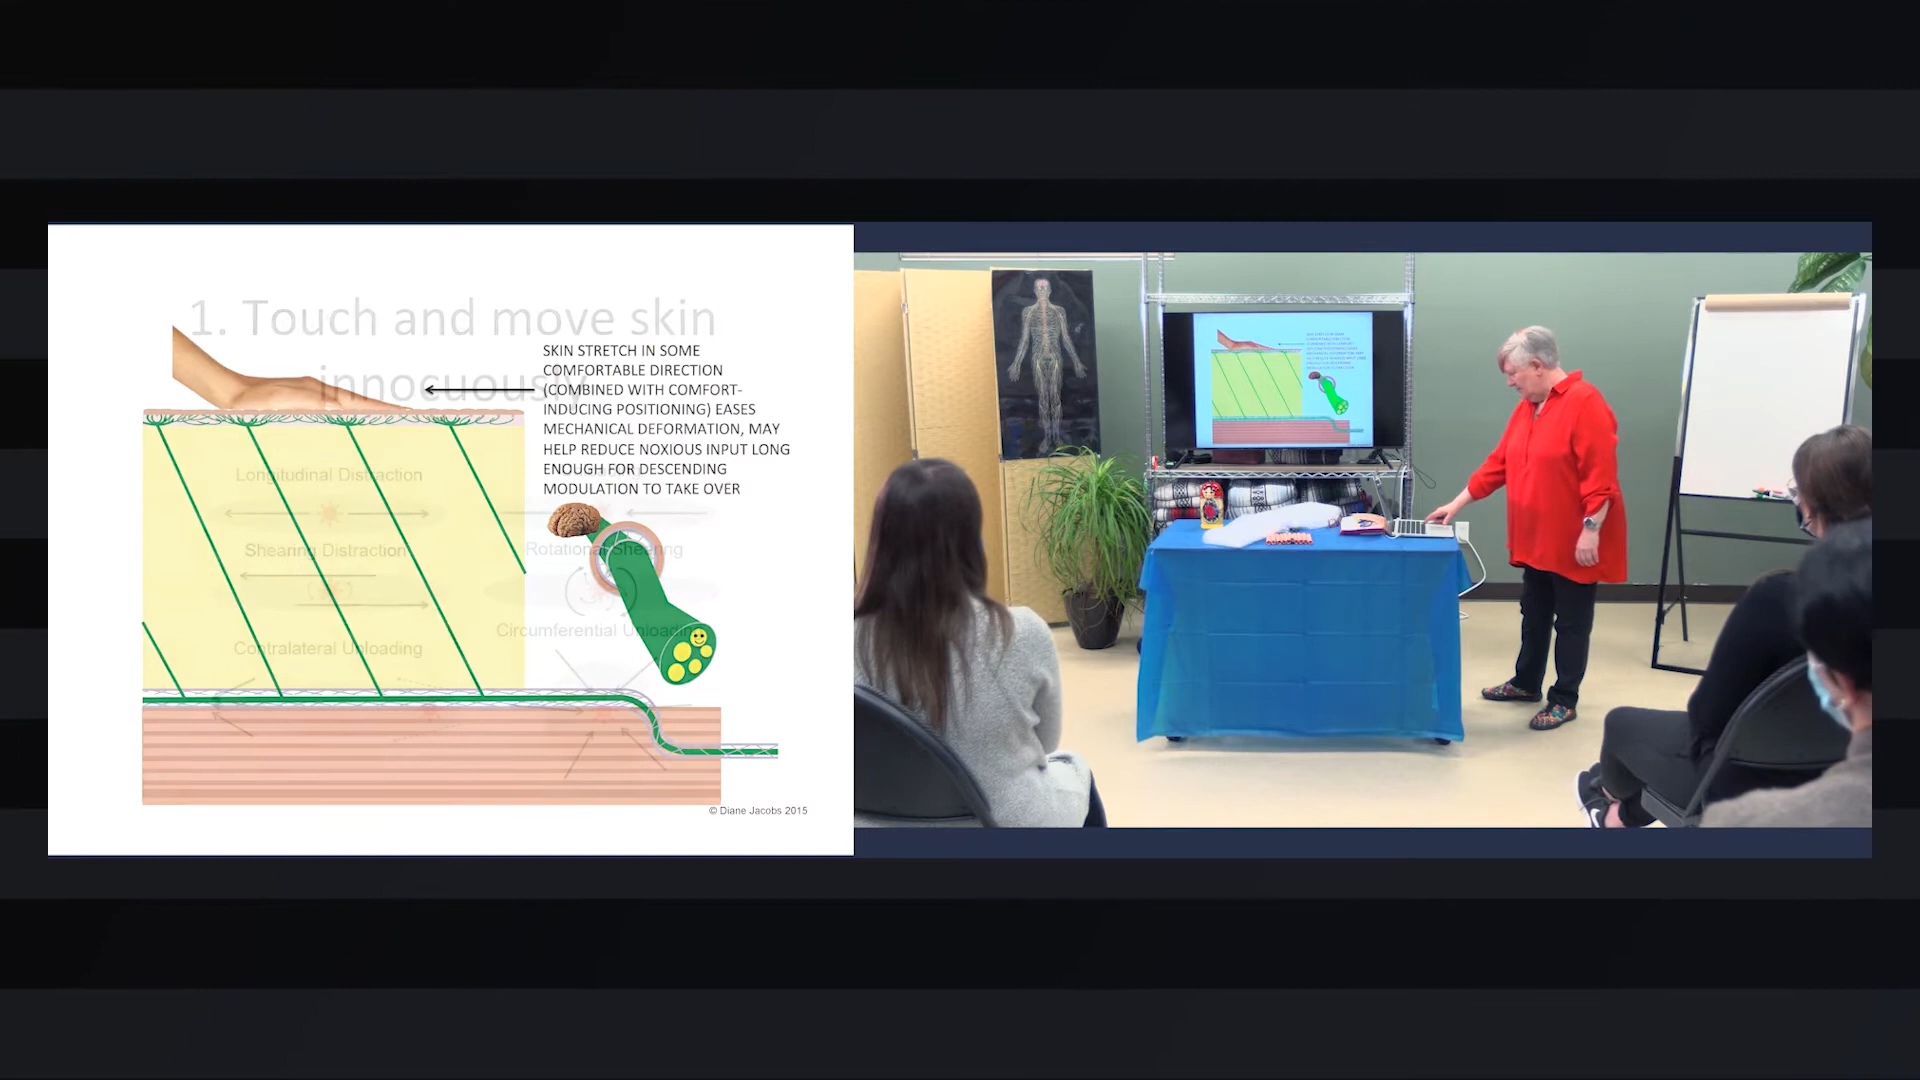 1. Touch and move skin
innocuously
SKIN STRETCH IN SOME
COMFORTABLE DIRECTION
(COMBINED WITH COMFORT-
INDUCING POSITIONING) EASES
MECHANICAL DEFORMATION, MAY
HELP REDUCE NOXIOUS INPUT LONG
ENOUGH FOR DESCENDING
MODULATION TO TAKE OVER
Longitudinal Distraction
Shearing Distraction
Rotational Shearing
Circumferential Unloading
Contralateral Unloading
© Diane Jacobs 2015